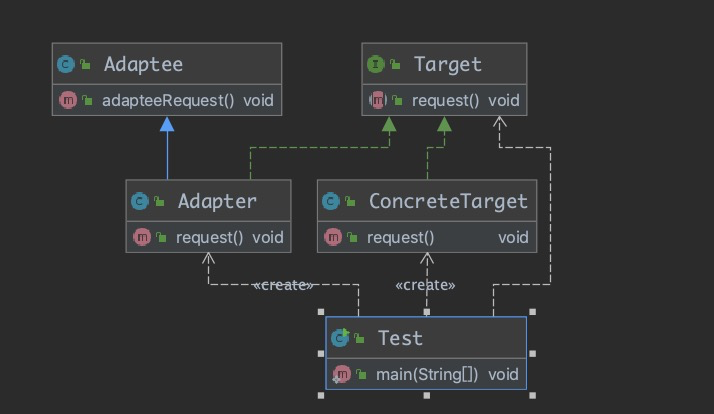 Adaptee
adapteeRequest() void
Target
request() void
Adapter
request() void
ConcreteTarget
request() void
«create»
«create»
Test
main(String[]) void